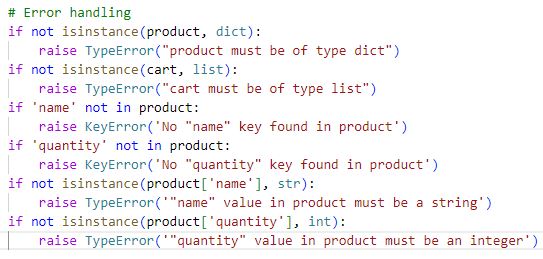 # Error handling
if not isinstance(product, dict):
    raise TypeError("product must be of type dict")
if not isinstance(cart, list):
    raise TypeError("cart must be of type list")
if 'name' not in product:
    raise KeyError('No "name" key found in product')
if 'quantity' not in product:
    raise KeyError('No "quantity" key found in product')
if not isinstance(product['name'], str):
    raise TypeError('"name" value in product must be a string')
if not isinstance(product['quantity'], int):
    raise TypeError('"quantity" value in product must be an integer')